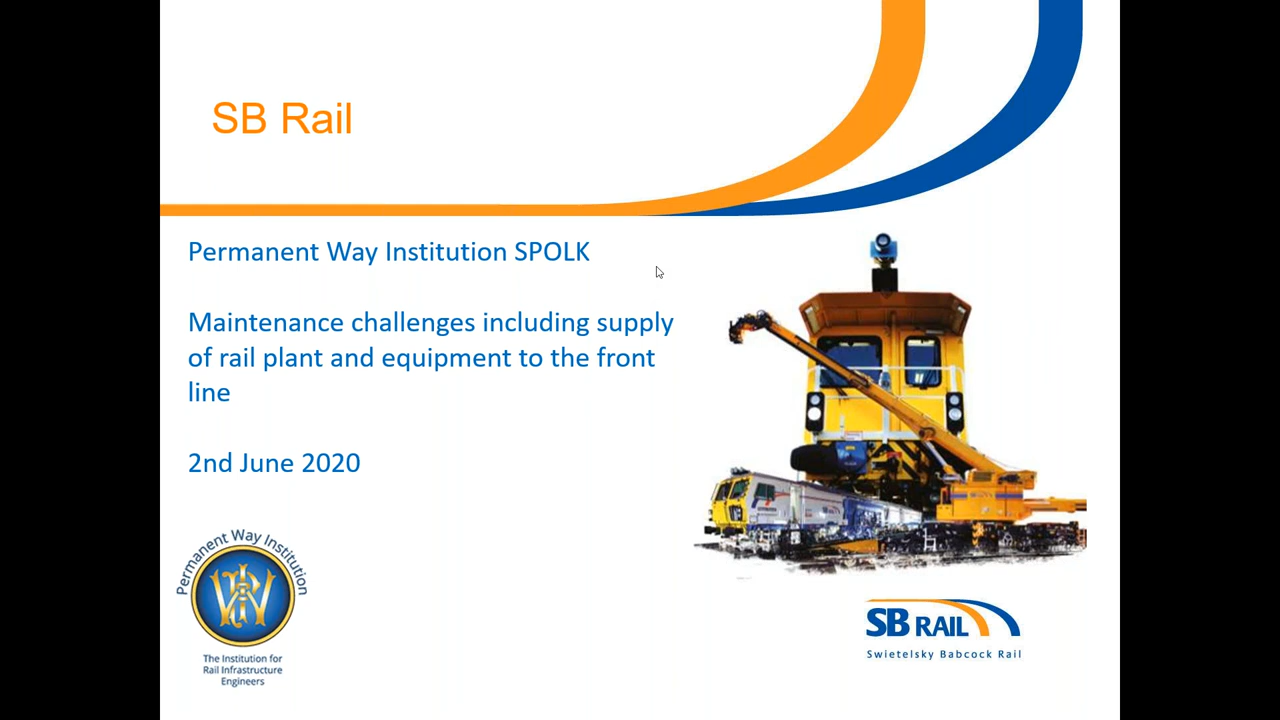 SB Rail
Permanent Way Institution SPOLK
Maintenance challenges including supply
of rail plant and equipment to the front
line
2nd June 2020
Permanent Way Institution
PWI
The Institution for
Rail Infrastructure
Engineers
SB RAIL
Swietelsky Babcock Rail